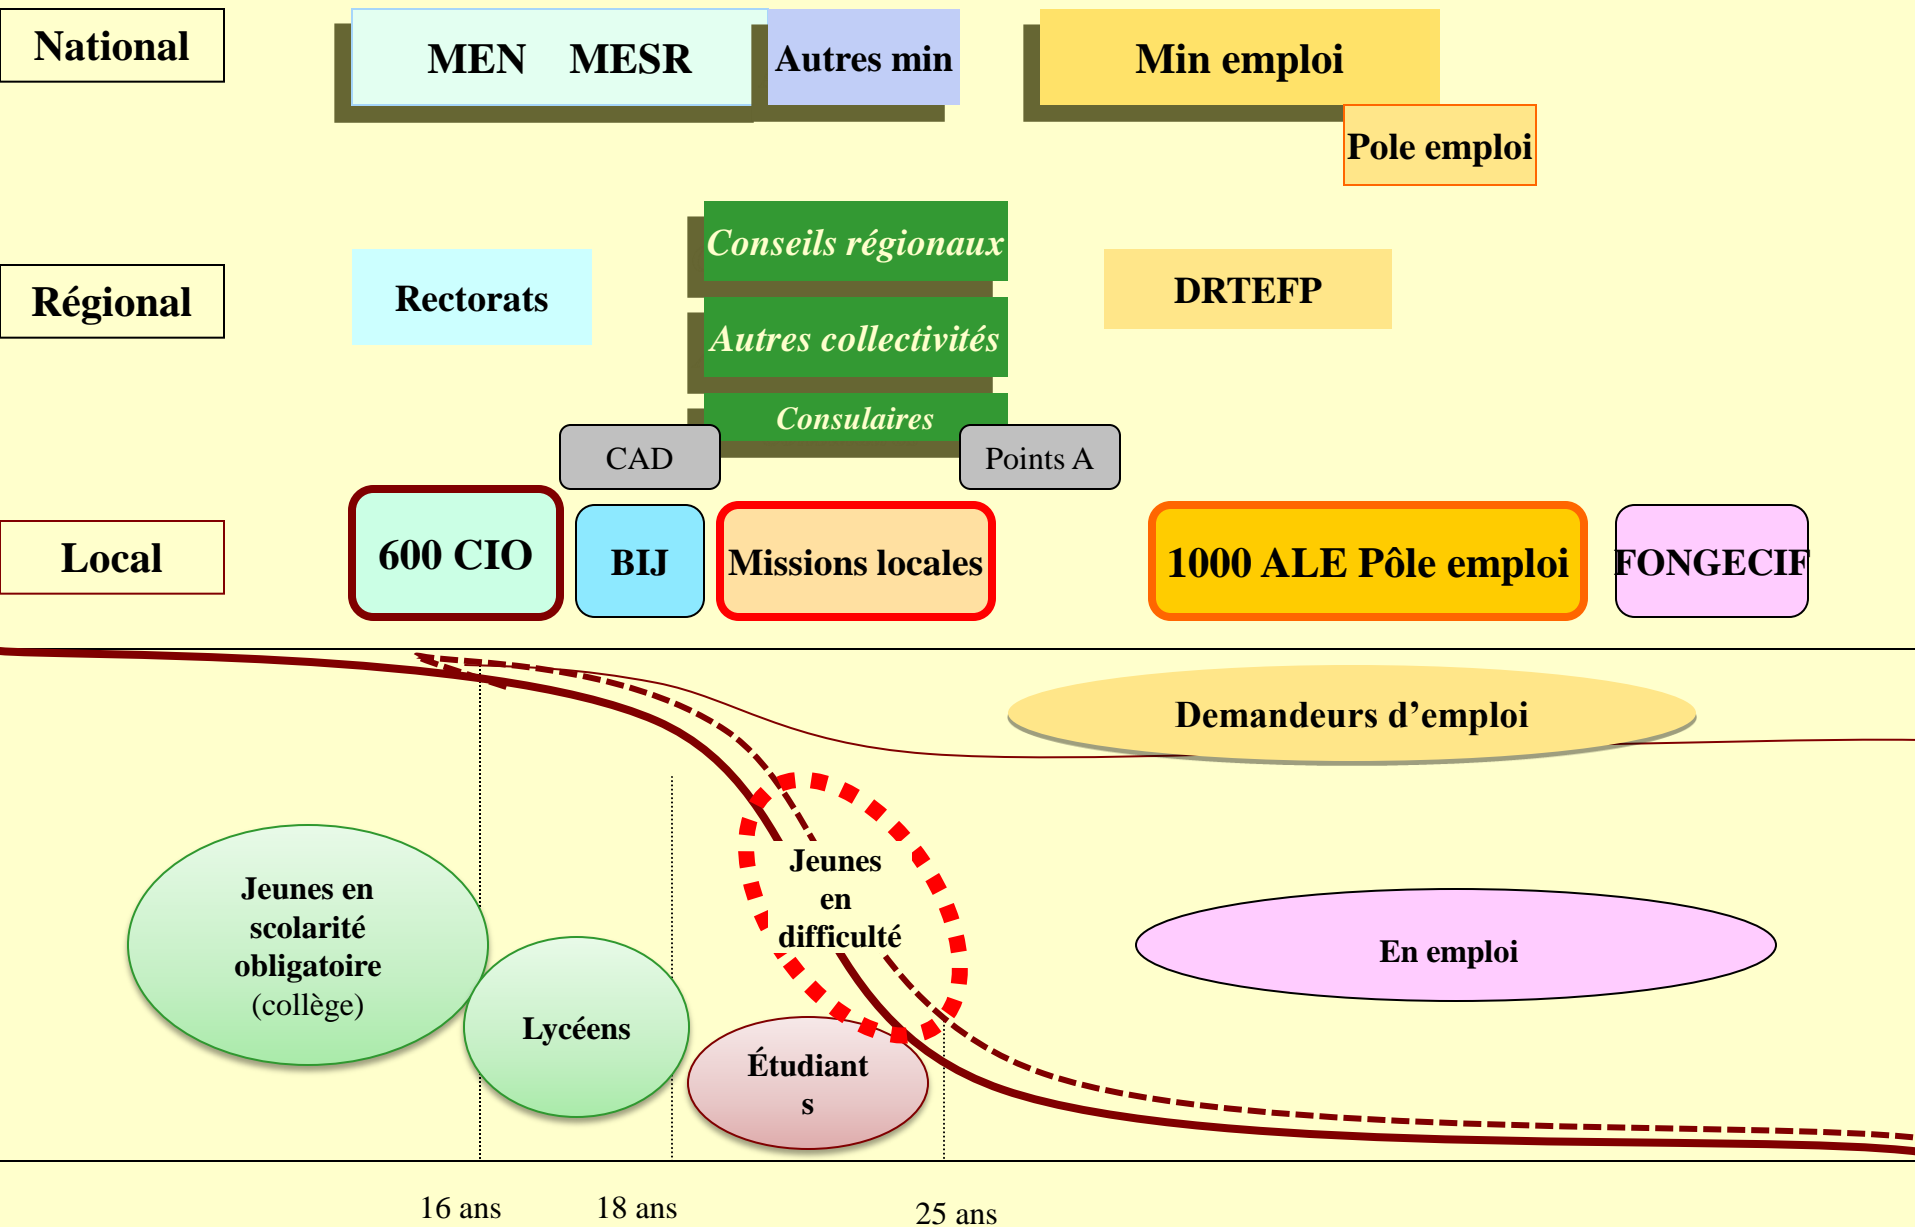 National
MEN MESR
Autres min
Min emploi
Pole emploi
Conseils régionaux
Régional
Rectorats
DRTEFP
Autres collectivités
Consulaires
CAD
Points A
Local
600 CIO
BIJ
Missions locales
1000 ALE Pôle emploi
FONGECIF
Demandeurs d’emploi
Jeunes en
scolarité
obligatoire
(collège)
Jeunes
en
difficulté
En emploi
Lycéens
Étudiant
s
16 ans
18 ans
25 ans